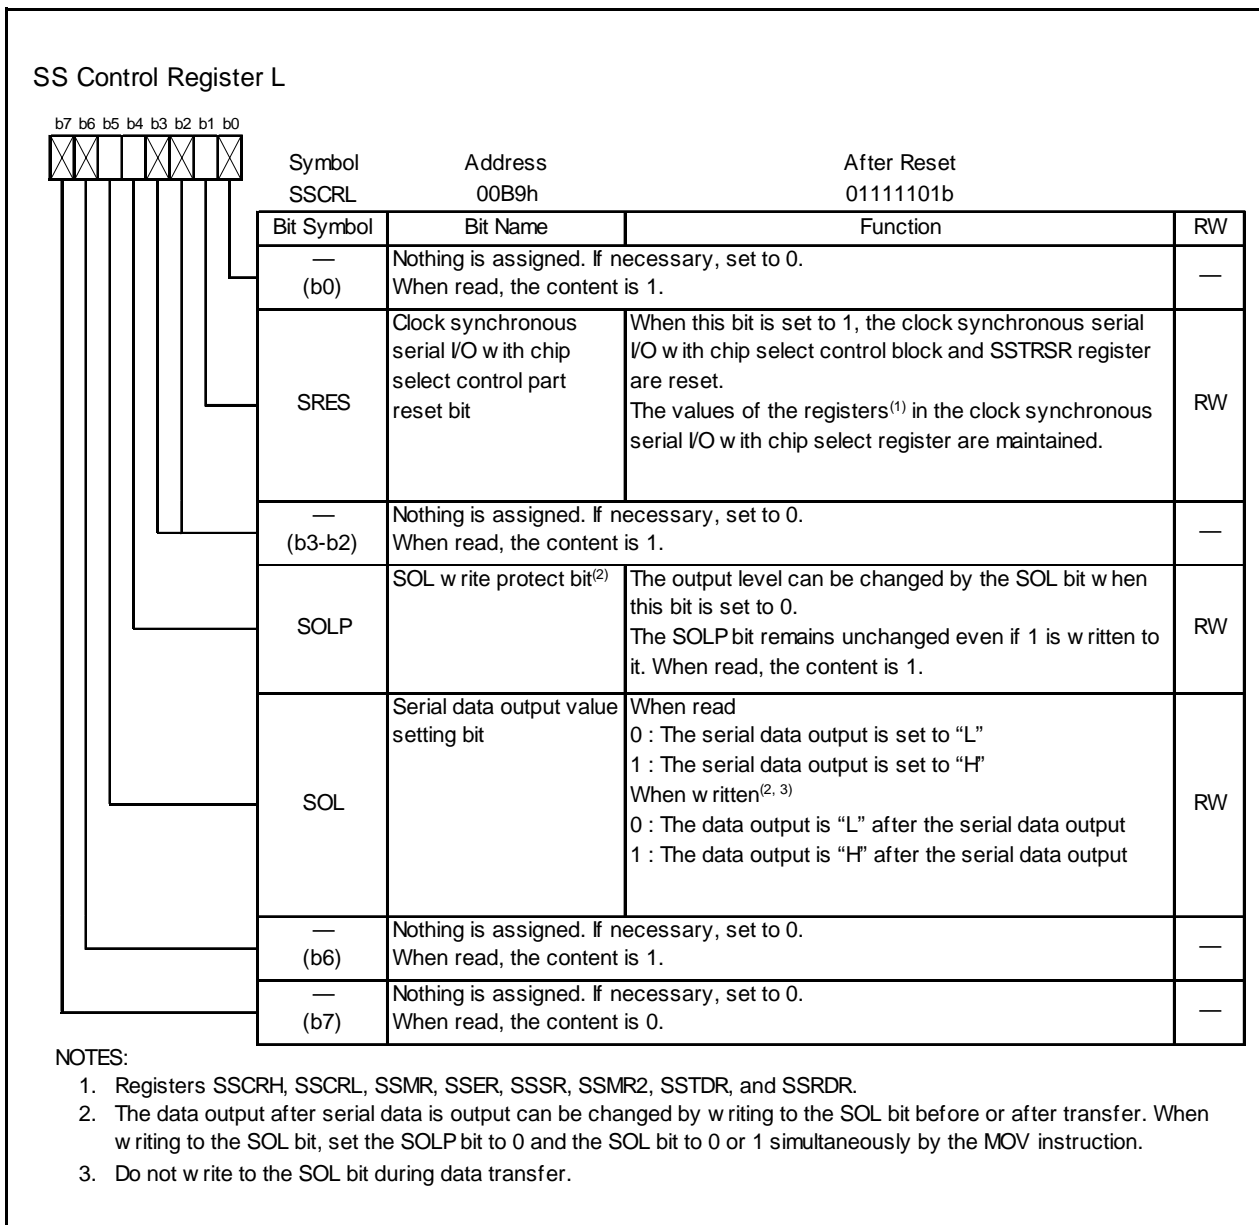 SS Control Register L
b7 b6 b5 b4 b3 b2 b1 b0
Symbol Address After Reset
SSCRL 00B9h 01111101b
Bit Symbol Bit Name Function RW
—
(b0)
Nothing is assigned. If necessary, set to 0.
When read, the content is 1.
—
SRES
Clock synchronous
serial I/O with chip
select control part
reset bit
When this bit is set to 1, the clock synchronous serial
I/O with chip select control block and SSTRSR register
are reset.
The values of the registers(1) in the clock synchronous
serial I/O with chip select register are maintained.
RW
—
(b3-b2)
Nothing is assigned. If necessary, set to 0.
When read, the content is 1.
—
SOLP
SOL write protect bit(2)
The output level can be changed by the SOL bit when
this bit is set to 0.
The SOLP bit remains unchanged even if 1 is written to
it. When read, the content is 1.
RW
SOL
Serial data output value
setting bit
When read
0 : The serial data output is set to “L”
1 : The serial data output is set to “H”
When written(2, 3)
0 : The data output is “L” after the serial data output
1 : The data output is “H” after the serial data output
RW
—
(b6)
Nothing is assigned. If necessary, set to 0.
When read, the content is 1.
—
—
(b7)
Nothing is assigned. If necessary, set to 0.
When read, the content is 0.
—
NOTES:
1. Registers SSCRH, SSCRL, SSMR, SSER, SSSR, SSMR2, SSTDR, and SSRDR.
2. The data output after serial data is output can be changed by writing to the SOL bit before or after transfer. When
writing to the SOL bit, set the SOLP bit to 0 and the SOL bit to 0 or 1 simultaneously by the MOV instruction.
3. Do not write to the SOL bit during data transfer.